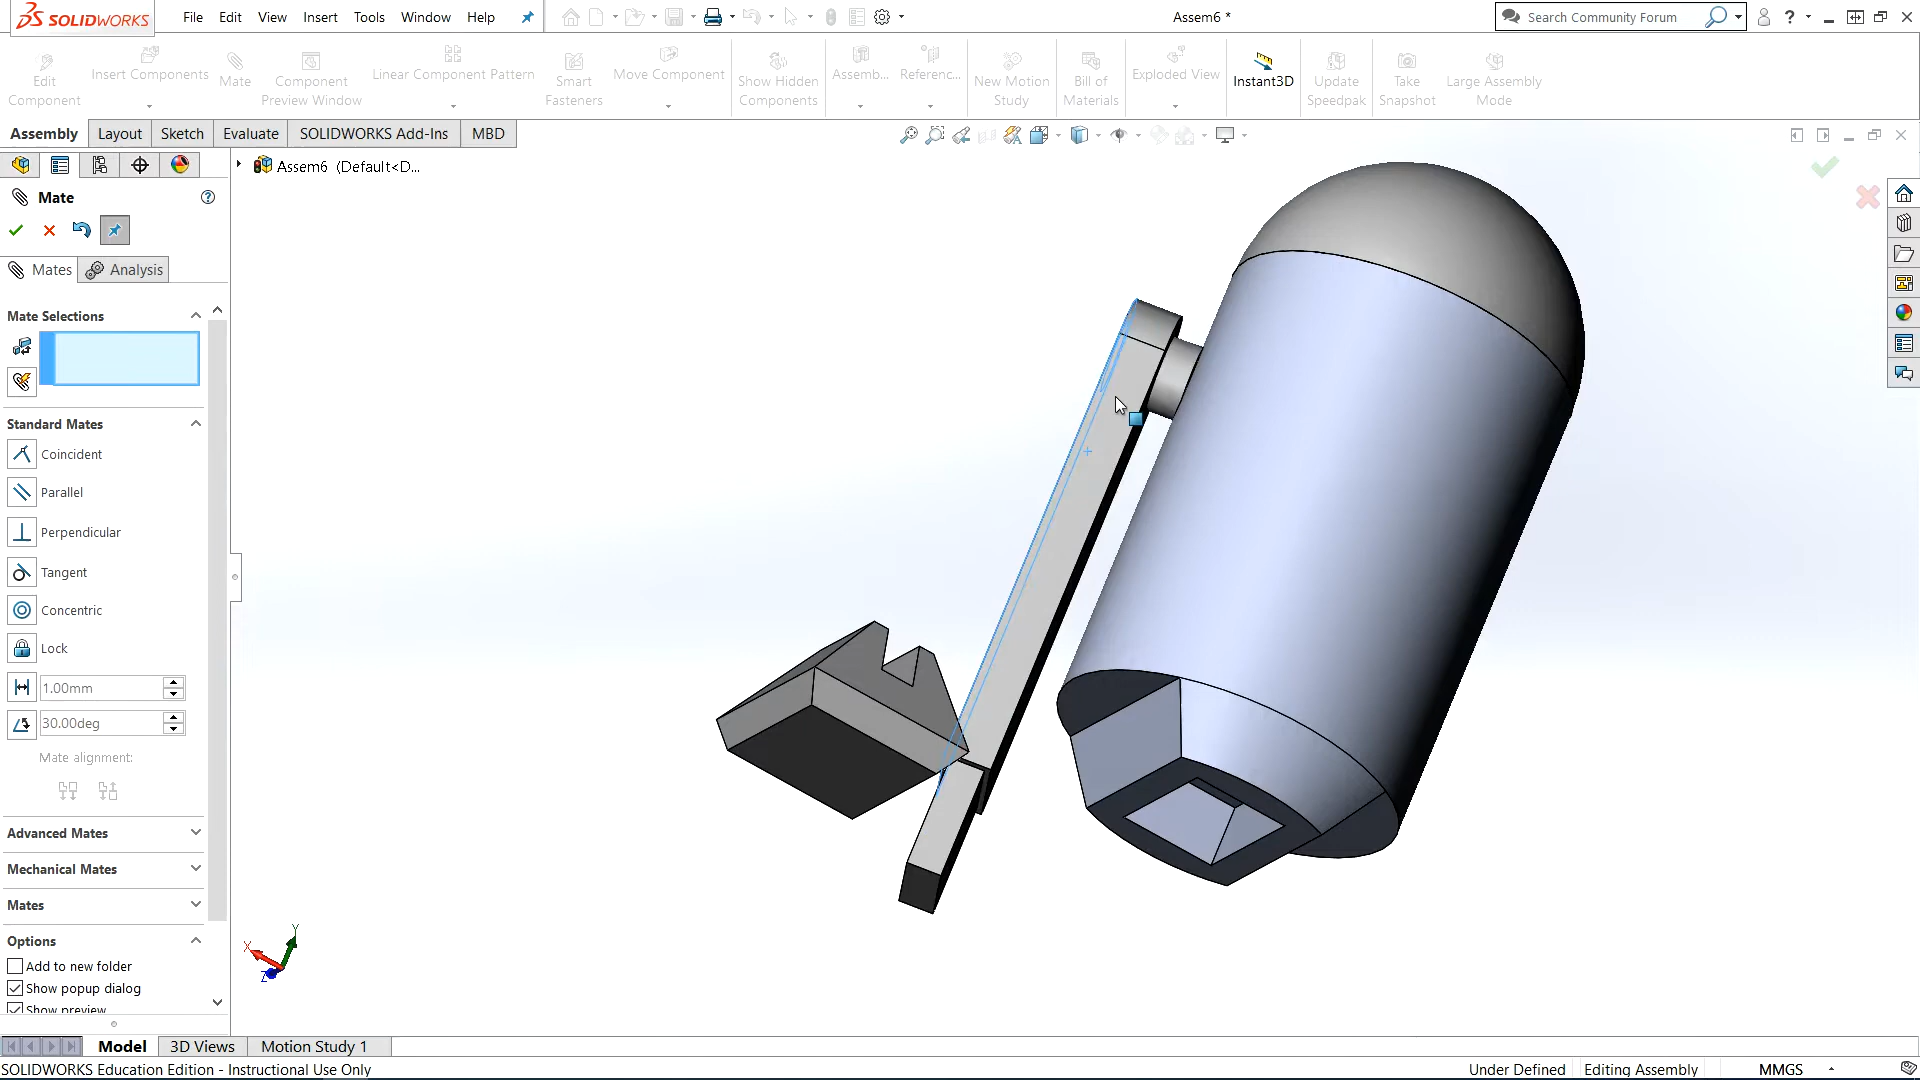 SOLIDWORKS
File Edit View Insert Tools Window Help
Assem6 *
Search Community Forum
?
Edit Component
Insert Components
Mate
Component Preview Window
Linear Component Pattern
Smart Fasteners
Move Component
Show Hidden Components
Assemb...
Referenc...
New Motion Study
Bill of Materials
Exploded View
Instant3D
Update Speedpak
Take Snapshot
Large Assembly Mode
Assembly Layout Sketch Evaluate SOLIDWORKS Add-Ins MBD
Assem6 (Default<D...
Mate
?
Mates Analysis
Mate Selections
Standard Mates
Coincident
Parallel
Perpendicular
Tangent
Concentric
Lock
1.00mm
30.00deg
Mate alignment:
Advanced Mates
Mechanical Mates
Mates
Options
Add to new folder
Show popup dialog
Show preview
Y
X
Z
Model 3D Views Motion Study 1
SOLIDWORKS Education Edition - Instructional Use Only
Under Defined Editing Assembly MMGS